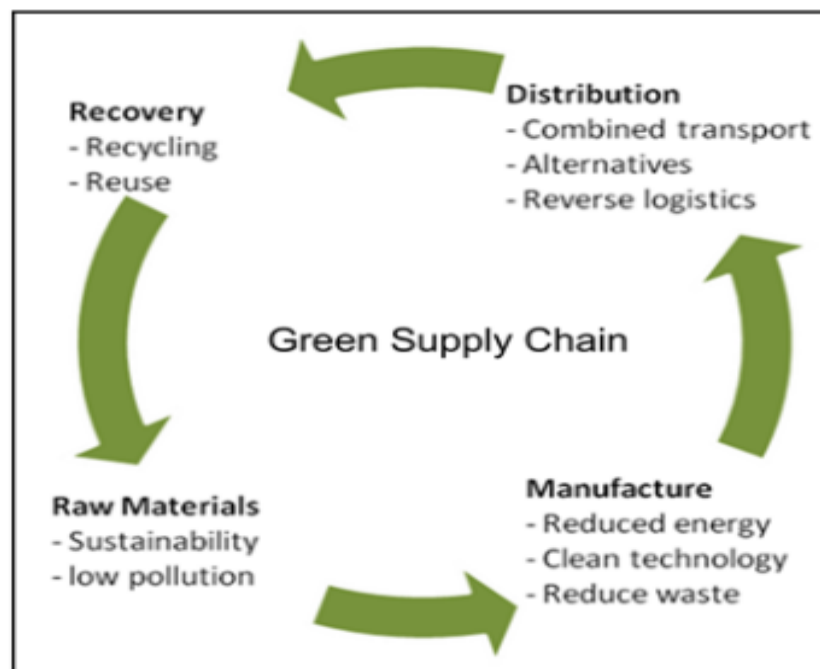 Recovery
- Recycling
- Reuse
Distribution
- Combined transport
- Alternatives
- Reverse logistics
Green Supply Chain
Raw Materials
- Sustainability
- low pollution
Manufacture
- Reduced energy
- Clean technology
- Reduce waste